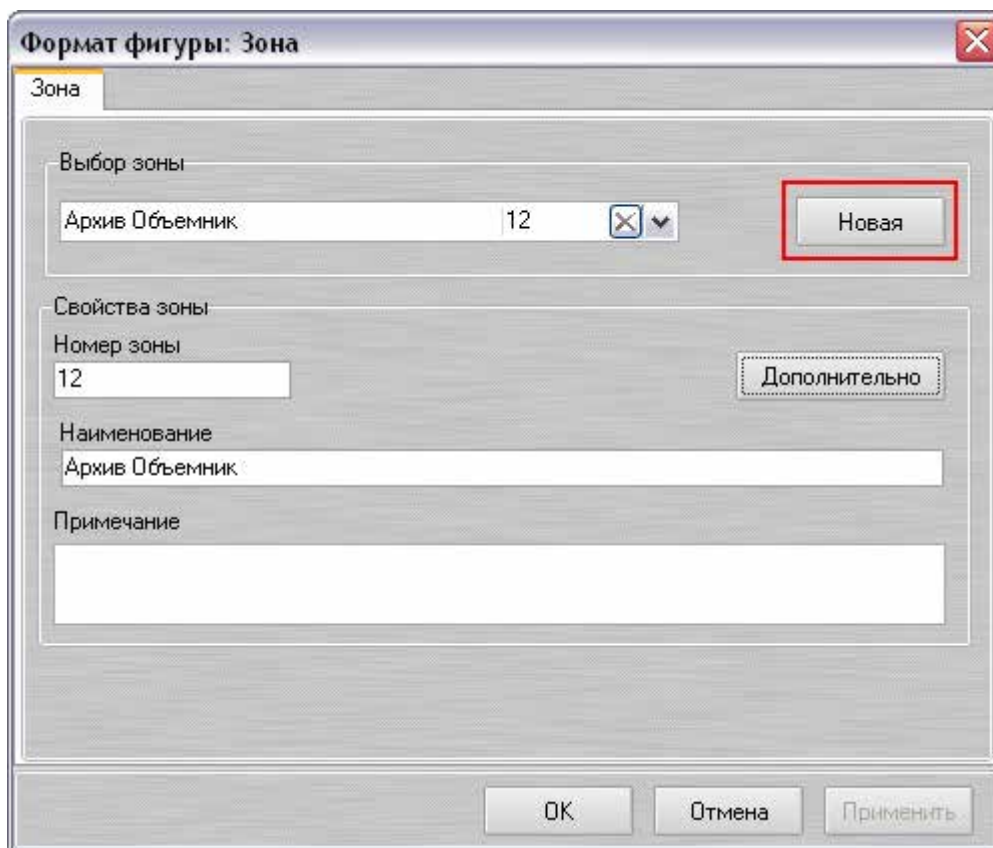 Формат фигуры: Зона
Зона
Выбор зоны
Архив Объемник 12
Новая
Свойства зоны
Номер зоны
12
Дополнительно
Наименование
Архив Объемник
Примечание
OK Отмена Применить